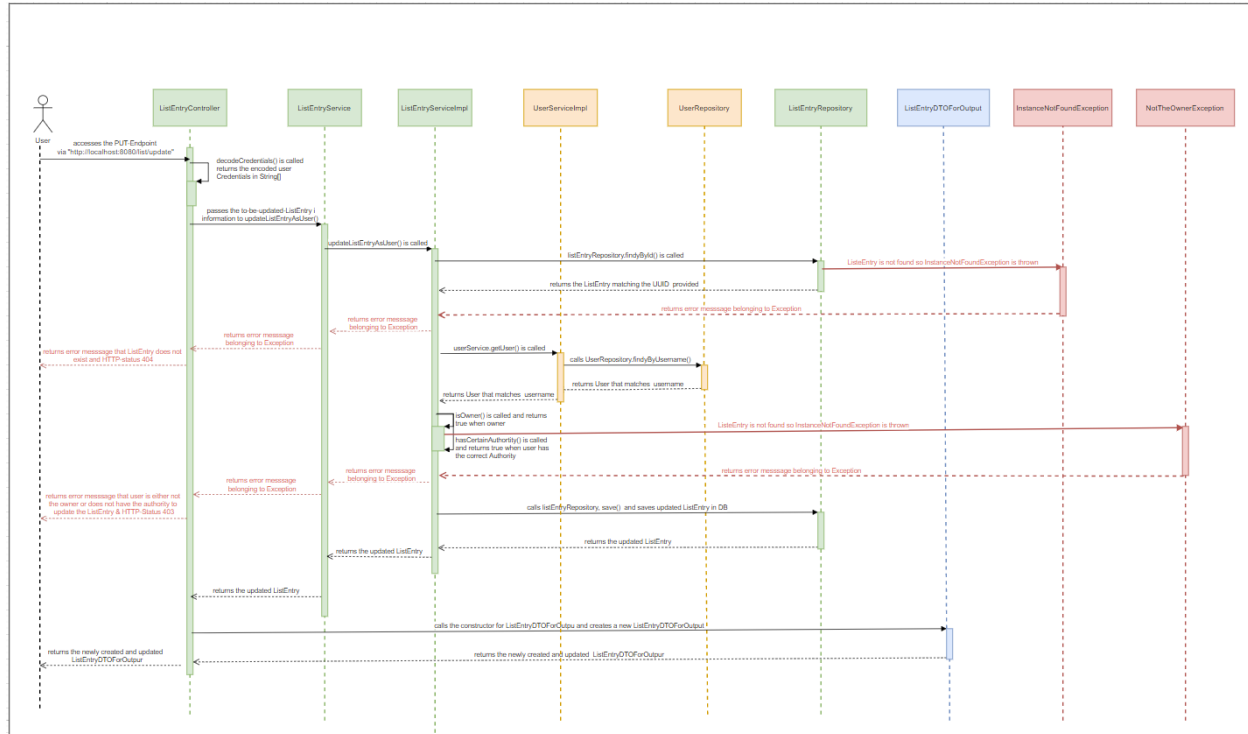 ListEntryController
ListEntryService
ListEntryServiceImpl
UserServiceImpl
UserRepository
ListEntryRepository
ListEntryDTOForOutput
InstanceNotFoundException
NotTheOwnerException
User
accesses the PUT-Endpoint
via "http://localhost:8080/list/update"
decodeCredentials() is called
returns the encoded user
Credentials in String[]
passes the to-be-updated-ListEntry i
information to updateListEntryAsUser()
updateListEntryAsUser() is called
listEntryRepository.findyById() is called
ListeEntry is not found so InstanceNotFoundException is thrown
returns the ListEntry matching the UUID provided
returns error messsage belonging to Exception
returns error messsage
belonging to Exception
returns error messsage
belonging to Exception
returns error messsage that ListEntry does not
exist and HTTP-status 404
userService.getUser() is called
calls UserRepository.findyByUsername()
returns User that matches username
returns User that matches username
isOwner() is called and returns
true when owner
ListeEntry is not found so InstanceNotFoundException is thrown
hasCertainAuthortity() is called
and returns true when user has
the correct Authority
returns error messsage belonging to Exception
returns error messsage
belonging to Exception
returns error messsage
belonging to Exception
returns error messsage that user is either not
the owner or does not have the authority to
update the ListEntry & HTTP-Status 403
calls listEntryRepository, save() and saves updated ListEntry in DB
returns the updated ListEntry
returns the updated ListEntry
returns the updated ListEntry
calls the constructor for ListEntryDTOForOutpu and creates a new ListEntryDTOForOutput
returns the newly created and updated ListEntryDTOForOutpur
returns the newly created and updated
ListEntryDTOForOutpur